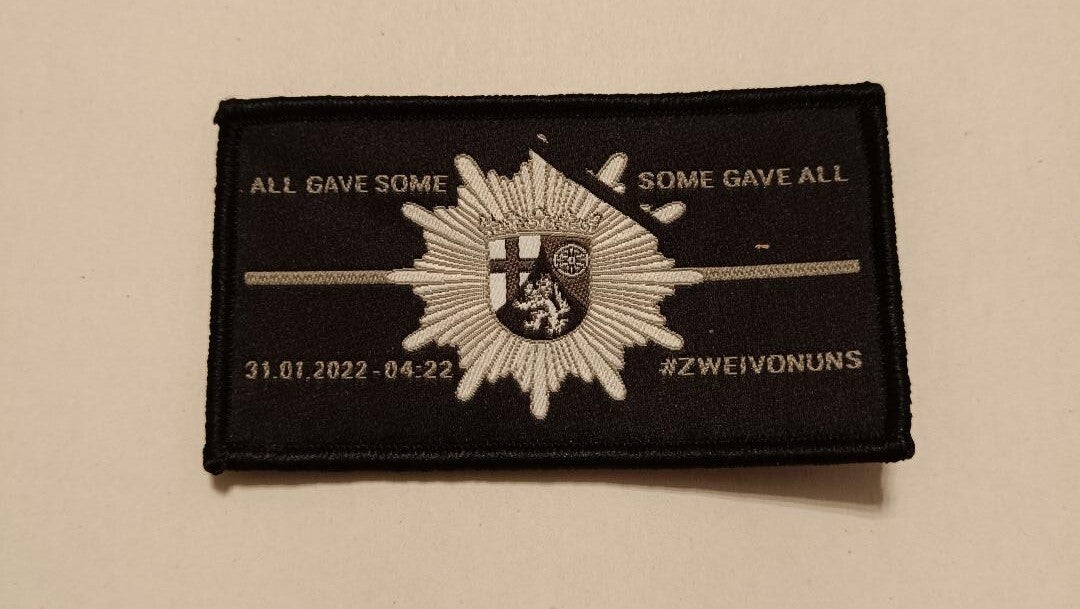 ALL GAVE SOME
SOME GAVE ALL
31.01.2022 - 04:22
#ZWEIVONUNS